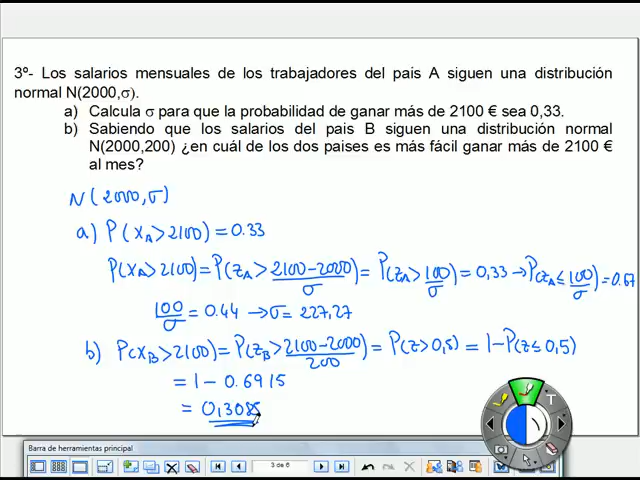 3º- Los salarios mensuales de los trabajadores del país A siguen una distribución
normal N(2000,σ).
a) Calcula σ para que la probabilidad de ganar más de 2100 € sea 0,33.
b) Sabiendo que los salarios del pais B siguen una distribución normal
N(2000,200) ¿en cuál de los dos paises es más fácil ganar más de 2100 €
al mes?
N(2000,σ)
a) P(X_A>2100)=0.33
P(X_A>2100)=P(Z_A>(2100-2000)/σ)=P(Z_A>100/σ)=0,33→P(Z_A≤100/σ)=0.67
100/σ=0.44→σ=227,27
b) P(X_B>2100)=P(Z_B>(2100-2000)/200)=P(Z>0,5)=1-P(Z≤0,5)
=1-0.6915
=0,3085
T
Barra de herramientas principal
3 de 6